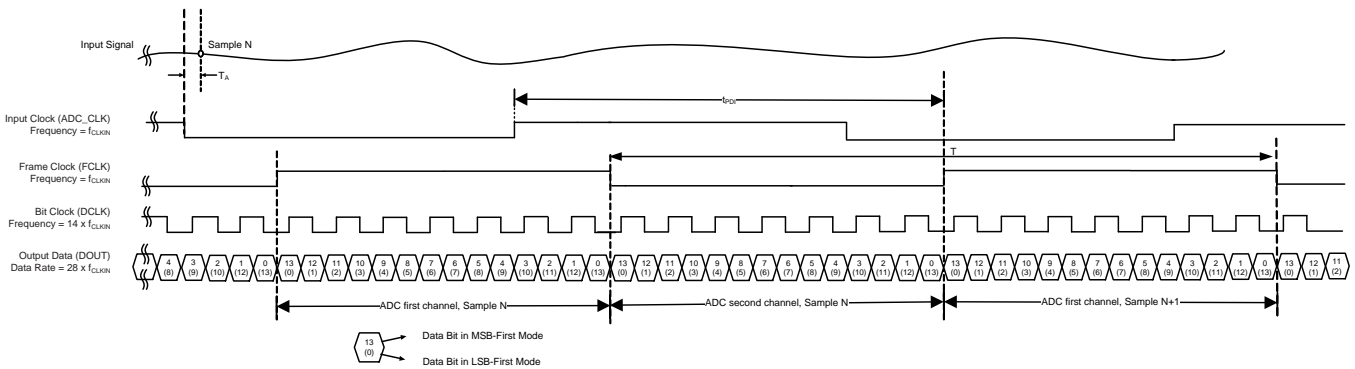 Input Signal
Sample N
T_A
t_PDI
Input Clock (ADC_CLK)
Frequency = f_CLKIN
T
Frame Clock (FCLK)
Frequency = f_CLKIN
Bit Clock (DCLK)
Frequency = 14 x f_CLKIN
Output Data (DOUT)
Data Rate = 28 x f_CLKIN
4 3 2 1 0 13 12 11 10 9 8 7 6 5 4 3 2 1 0 13 12 11 10 9 8 7 6 5 4 3 2 1 0 13 12 11 10 9 8 7 6 5 4 3 2 1 0 13 12 11
(8) (9) (10) (12) (13) (0) (1) (2) (3) (4) (5) (6) (7) (8) (9) (10) (11) (12) (13) (0) (1) (2) (3) (4) (5) (6) (7) (8) (9) (10) (11) (12) (13) (0) (1) (2) (3) (4) (5) (6) (7) (8) (9) (10) (11) (12) (13) (0) (1) (2)
ADC first channel, Sample N
ADC second channel, Sample N
ADC first channel, Sample N+1
13
(0)
Data Bit in MSB-First Mode
Data Bit in LSB-First Mode